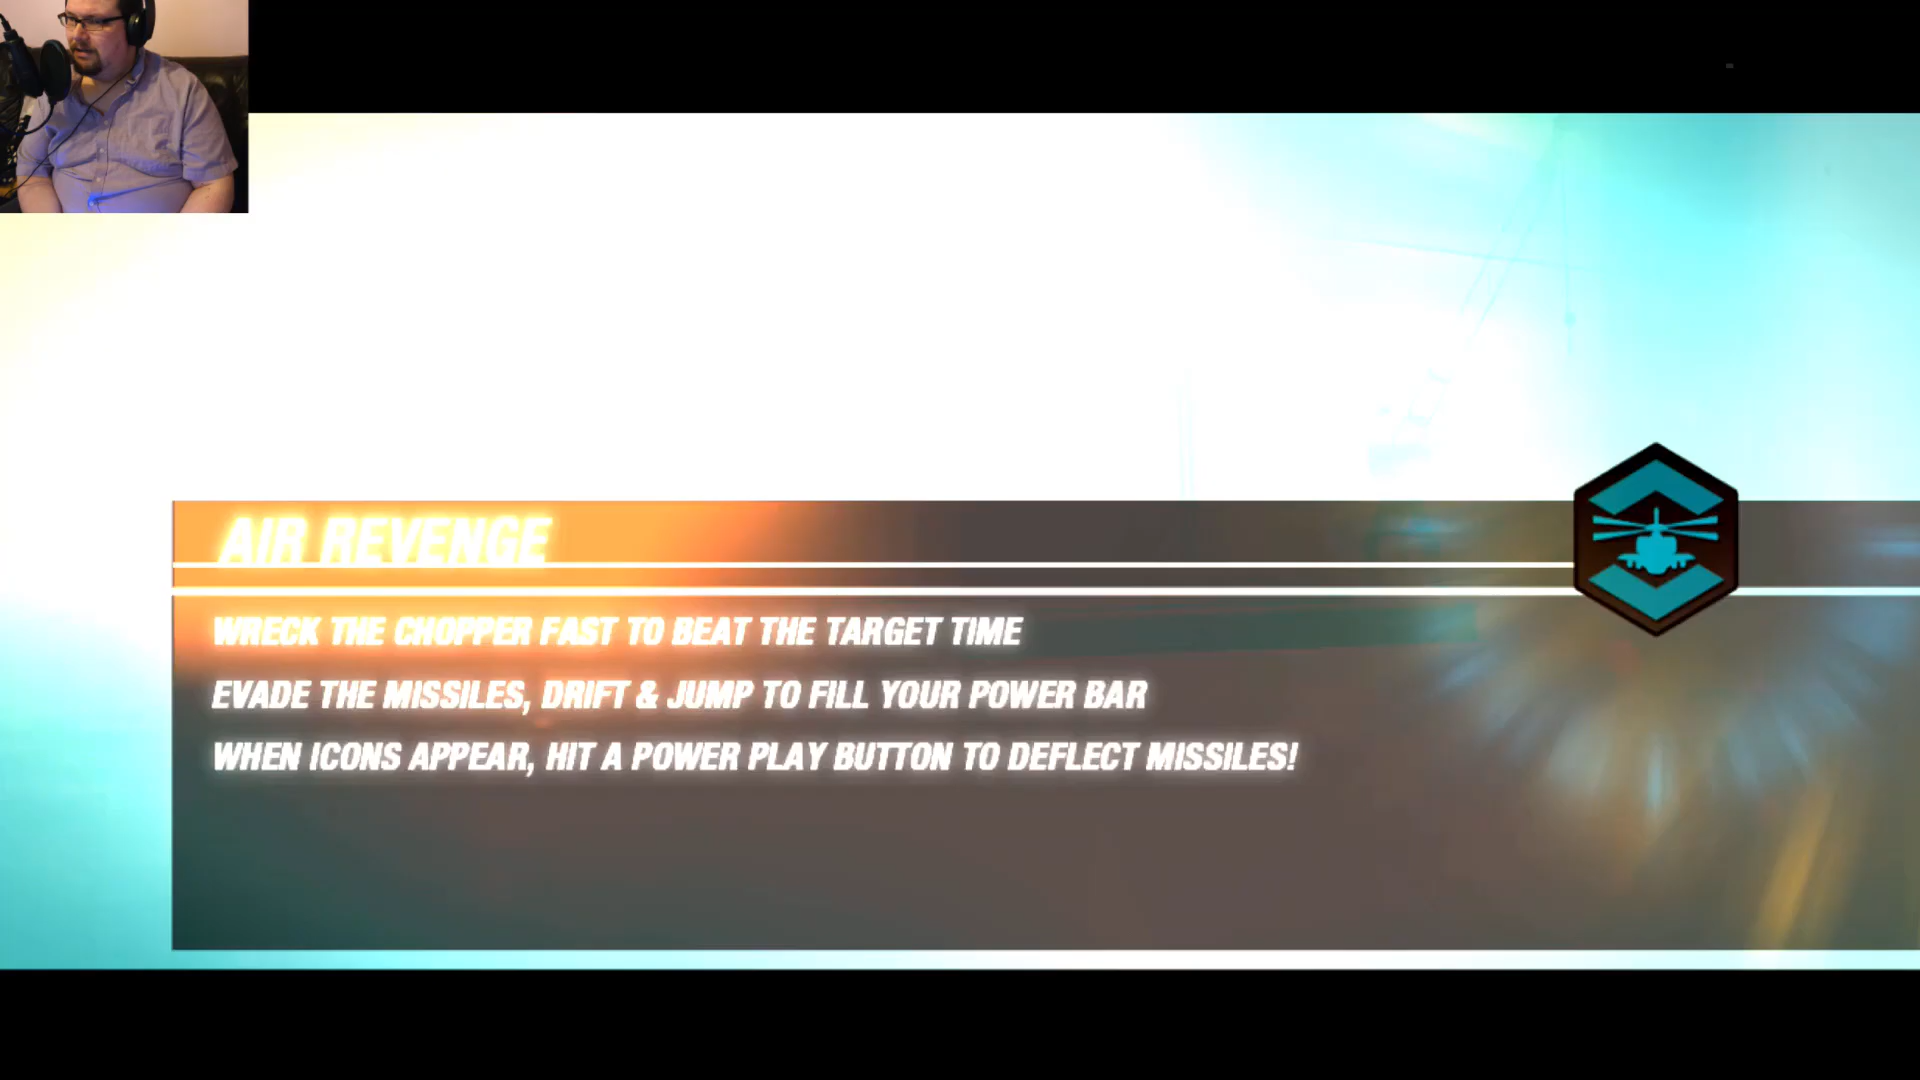 AIR REVENGE
WRECK THE CHOPPER FAST TO BEAT THE TARGET TIME
EVADE THE MISSILES, DRIFT & JUMP TO FILL YOUR POWER BAR
WHEN ICONS APPEAR, HIT A POWER PLAY BUTTON TO DEFLECT MISSILES!